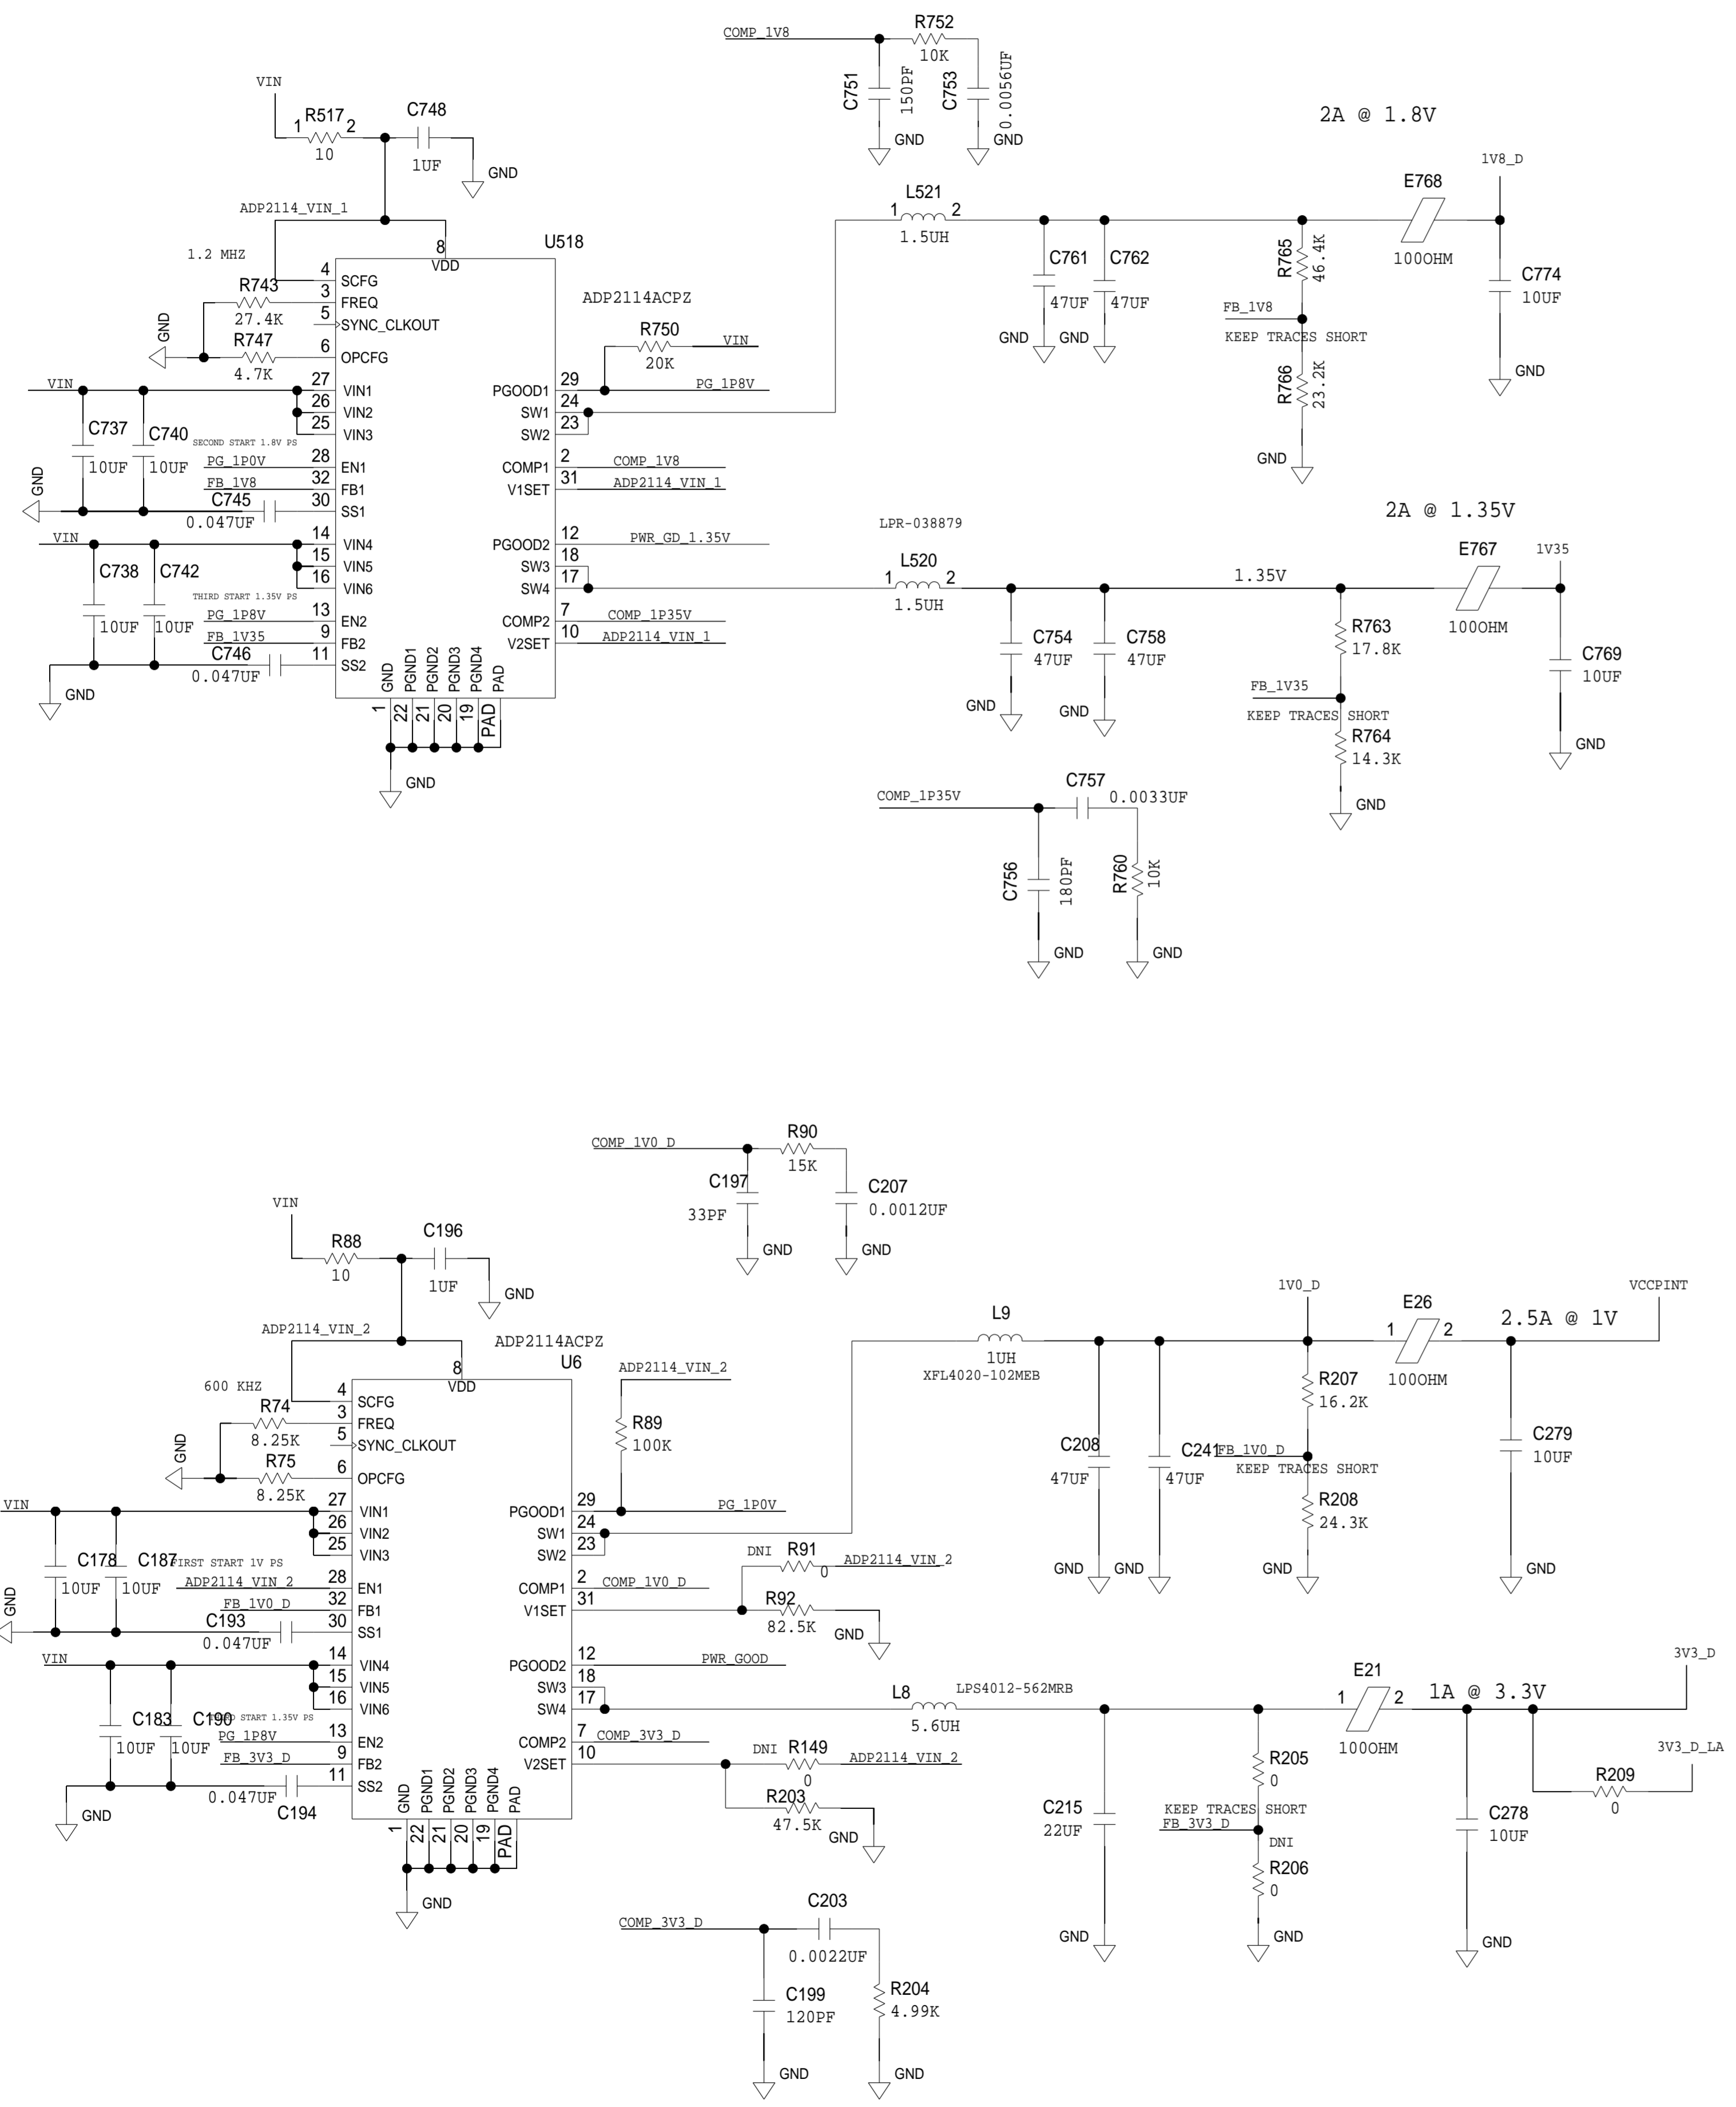 COMP_1V8
R752
10K
C751
150PF
C753
0.0056UF
GND
GND
VIN
R517
1 2
10
C748
1UF
GND
ADP2114_VIN_1
1.2 MHZ
2A @ 1.8V
1V8_D
L521
1 2
1.5UH
E768
100OHM
C761
47UF
C762
47UF
GND
GND
R765
46.4K
FB_1V8
KEEP TRACES SHORT
R766
23.2K
GND
C774
10UF
GND
U518
ADP2114ACPZ
8
VDD
4 SCFG
3 FREQ
5 SYNC_CLKOUT
6 OPCFG
27 VIN1
26 VIN2
25 VIN3
28 EN1
32 FB1
30 SS1
14 VIN4
15 VIN5
16 VIN6
13 EN2
9 FB2
11 SS2
PGOOD1 29
SW1 24
SW2 23
COMP1 2
V1SET 31
PGOOD2 12
SW3 18
SW4 17
COMP2 7
V2SET 10
GND PGND1 PGND2 PGND3 PGND4 PAD
1 22 21 20 19 PAD
GND
R743
27.4K
R747
4.7K
GND
VIN
C737
10UF
C740
10UF
SECOND START 1.8V PS
PG_1P0V
FB_1V8
C745
0.047UF
GND
VIN
C738
10UF
C742
10UF
THIRD START 1.35V PS
PG_1P8V
FB_1V35
C746
0.047UF
GND
R750
20K
VIN
PG_1P8V
COMP_1V8
ADP2114_VIN_1
PWR_GD_1.35V
COMP_1P35V
ADP2114_VIN_1
2A @ 1.35V
LPR-038879
L520
1 2
1.5UH
1.35V
E767
100OHM
1V35
C754
47UF
C758
47UF
GND
GND
R763
17.8K
FB_1V35
KEEP TRACES SHORT
R764
14.3K
GND
C769
10UF
GND
COMP_1P35V
C757
0.0033UF
C756
180PF
R760
10K
GND
GND
COMP_1V0_D
R90
15K
C197
33PF
C207
0.0012UF
GND
GND
VIN
R88
10
C196
1UF
GND
ADP2114_VIN_2
600 KHZ
ADP2114ACPZ
U6
8
VDD
4 SCFG
3 FREQ
5 SYNC_CLKOUT
6 OPCFG
27 VIN1
26 VIN2
25 VIN3
28 EN1
32 FB1
30 SS1
14 VIN4
15 VIN5
16 VIN6
13 EN2
9 FB2
11 SS2
PGOOD1 29
SW1 24
SW2 23
COMP1 2
V1SET 31
PGOOD2 12
SW3 18
SW4 17
COMP2 7
V2SET 10
GND PGND1 PGND2 PGND3 PGND4 PAD
1 22 21 20 19 PAD
GND
R74
8.25K
R75
8.25K
GND
VIN
C178
10UF
C187
10UF
FIRST START 1V PS
ADP2114_VIN_2
FB_1V0_D
C193
0.047UF
GND
VIN
C183
10UF
C190
10UF
THIRD START 1.35V PS
PG_1P8V
FB_3V3_D
0.047UF
C194
GND
ADP2114_VIN_2
R89
100K
PG_1P0V
DNI
R91
0
ADP2114_VIN_2
COMP_1V0_D
R92
82.5K
GND
PWR_GOOD
COMP_3V3_D
DNI
R149
0
ADP2114_VIN_2
R203
47.5K
GND
L9
1UH
XFL4020-102MEB
1V0_D
E26
1 2
100OHM
2.5A @ 1V
VCCPINT
C208
47UF
C241
47UF
GND
GND
R207
16.2K
FB_1V0_D
KEEP TRACES SHORT
R208
24.3K
GND
C279
10UF
GND
L8
LPS4012-562MRB
5.6UH
E21
1 2
100OHM
1A @ 3.3V
3V3_D
3V3_D_LA
R209
0
C215
22UF
GND
R205
0
KEEP TRACES SHORT
FB_3V3_D
DNI
R206
0
GND
C278
10UF
GND
COMP_3V3_D
C203
0.0022UF
C199
120PF
R204
4.99K
GND
GND